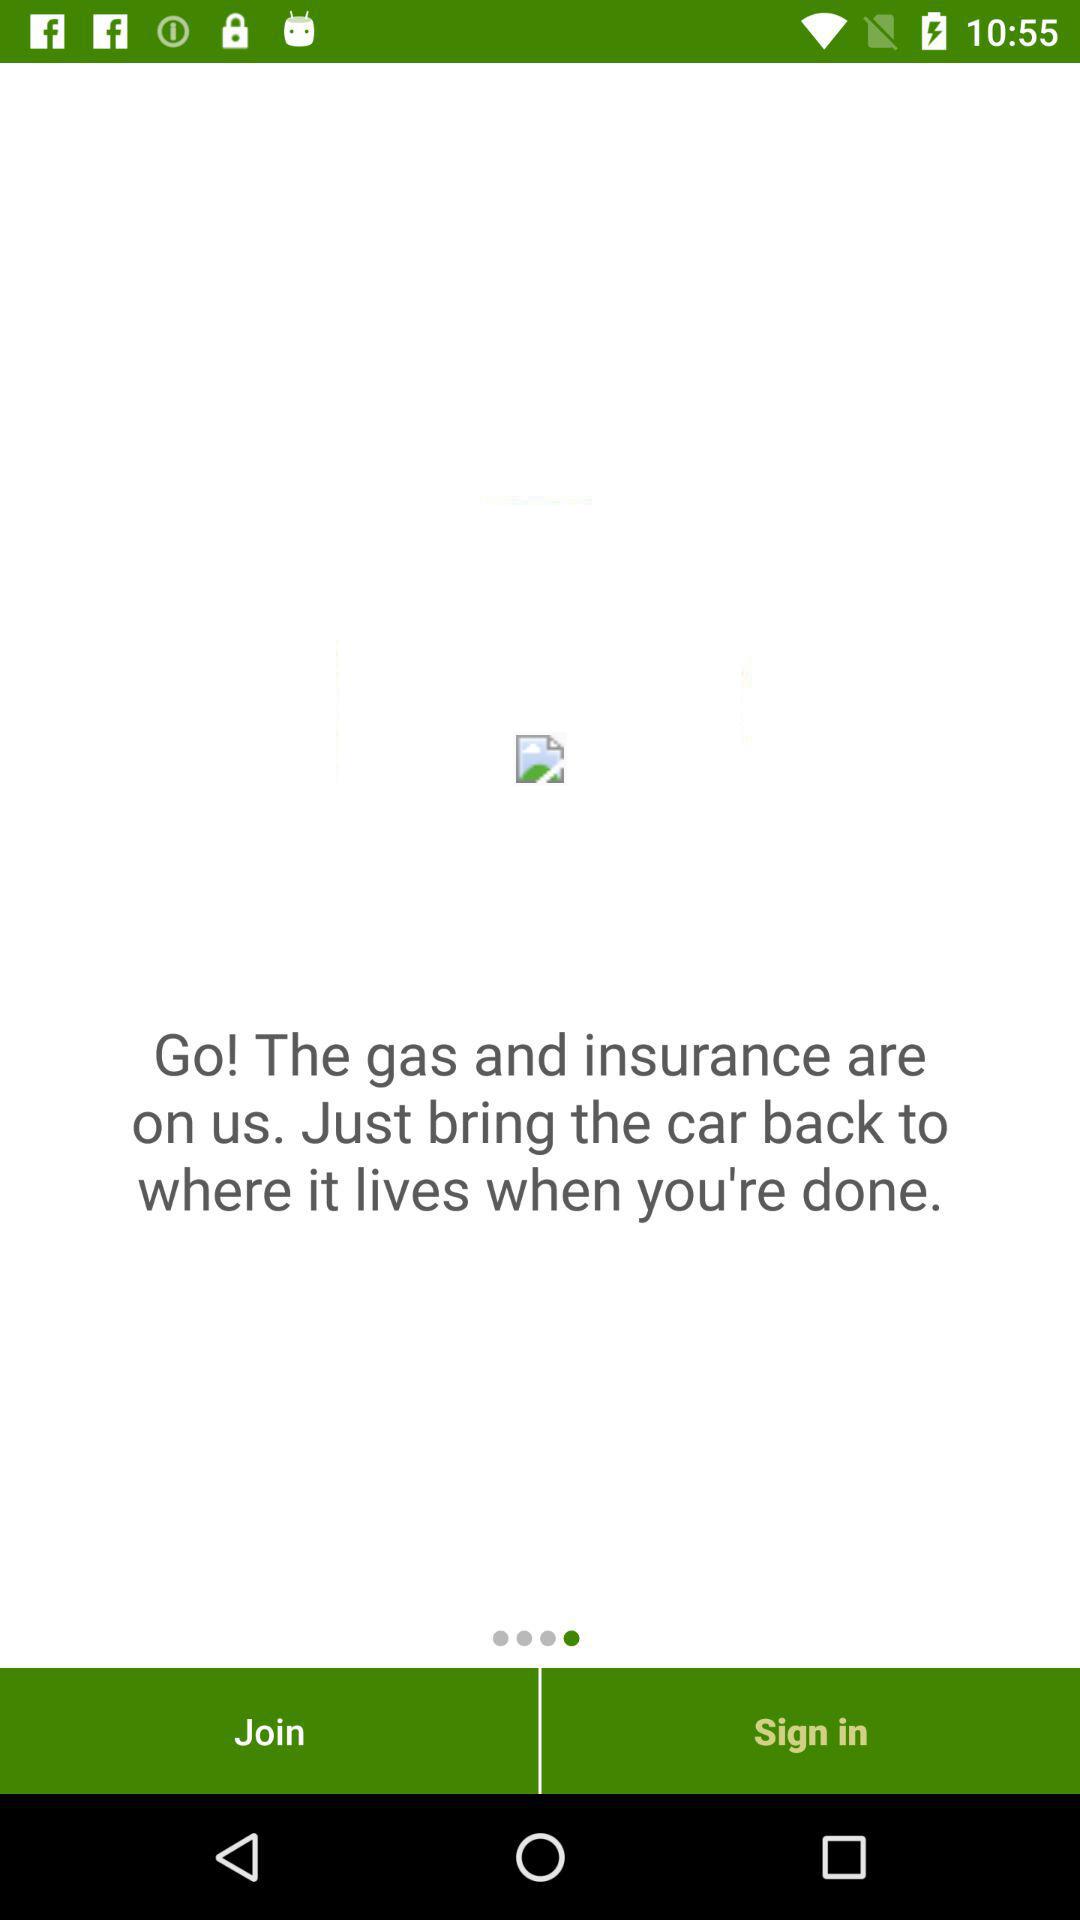 10:55
Go! The gas and insurance are
on us. Just bring the car back to
where it lives when you're done.
Join
Sign in